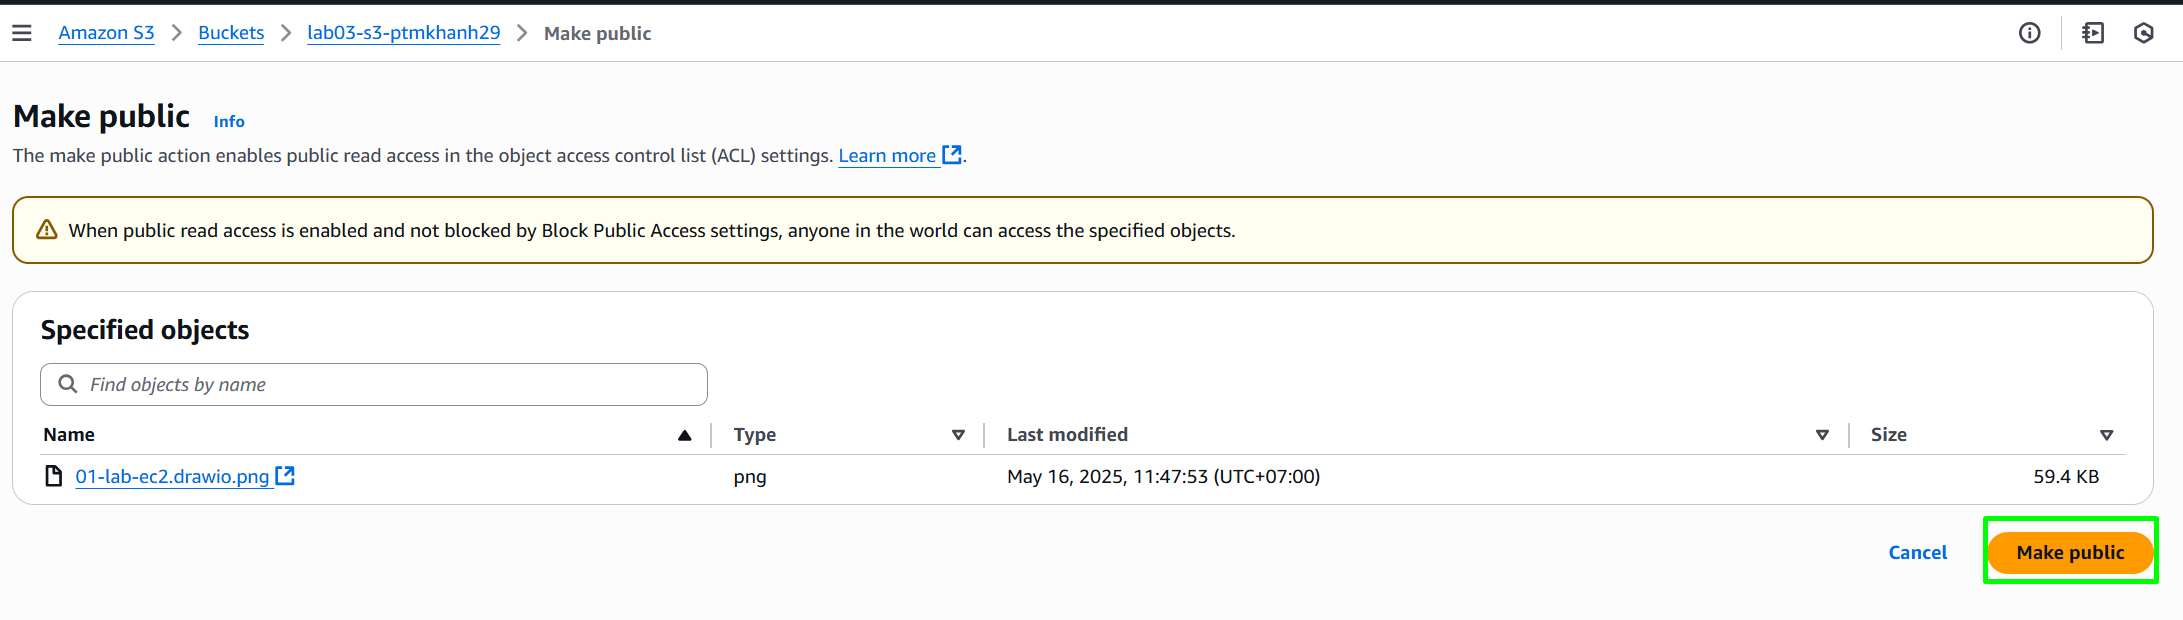 Amazon S3 > Buckets > lab03-s3-ptmkhanh29 > Make public
Make public Info
The make public action enables public read access in the object access control list (ACL) settings. Learn more.
When public read access is enabled and not blocked by Block Public Access settings, anyone in the world can access the specified objects.
Specified objects
Find objects by name
Name Type Last modified Size
01-lab-ec2.drawio.png png May 16, 2025, 11:47:53 (UTC+07:00) 59.4 KB
Cancel Make public